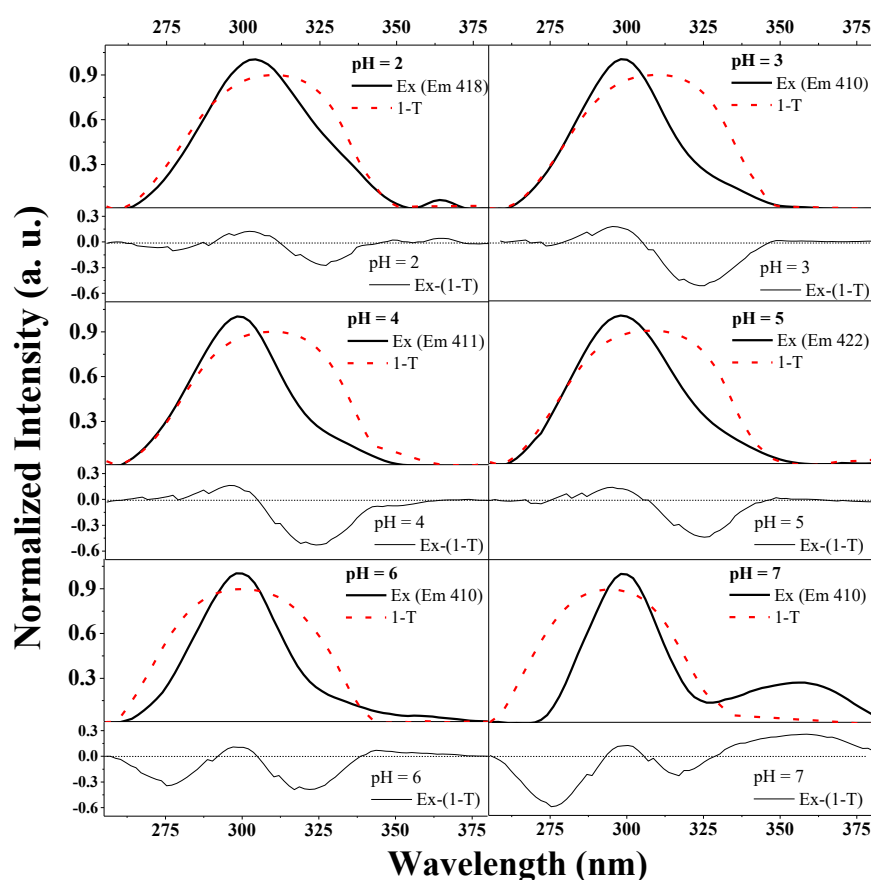 275 300 325 350 375 275 300 325 350 375
Normalized Intensity (a. u.)
0.9
0.6
0.3
pH = 2
Ex (Em 418)
1-T
pH = 3
Ex (Em 410)
1-T
0.3
0.0
-0.3
-0.6
pH = 2
Ex-(1-T)
pH = 3
Ex-(1-T)
0.9
0.6
0.3
pH = 4
Ex (Em 411)
1-T
pH = 5
Ex (Em 422)
1-T
0.3
0.0
-0.3
-0.6
pH = 4
Ex-(1-T)
pH = 5
Ex-(1-T)
0.9
0.6
0.3
pH = 6
Ex (Em 410)
1-T
pH = 7
Ex (Em 410)
1-T
0.3
0.0
-0.3
-0.6
pH = 6
Ex-(1-T)
pH = 7
Ex-(1-T)
275 300 325 350 375 275 300 325 350 375
Wavelength (nm)